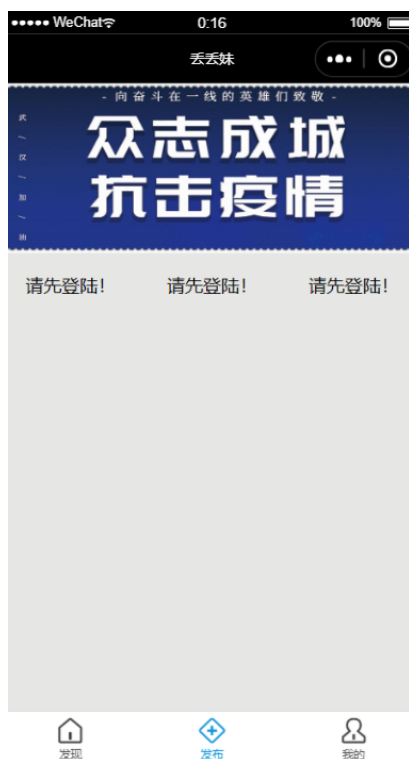 WeChat 0:16 100%
丢丢妹
- 向奋斗在一线的英雄们致敬 -
众志成城
抗击疫情
武汉/加/油
请先登陆! 请先登陆! 请先登陆!
发现 发布 我的